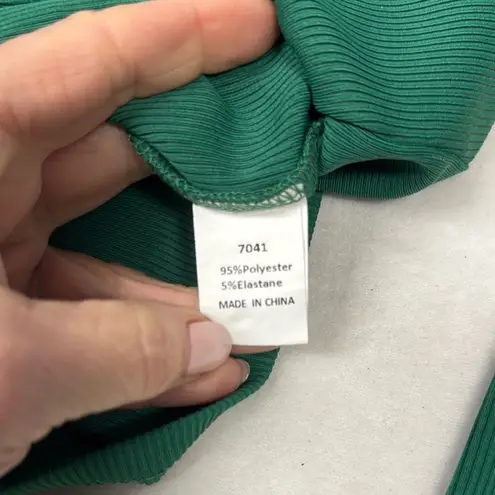 7041
95%Polyester
5%Elastane
MADE IN CHINA